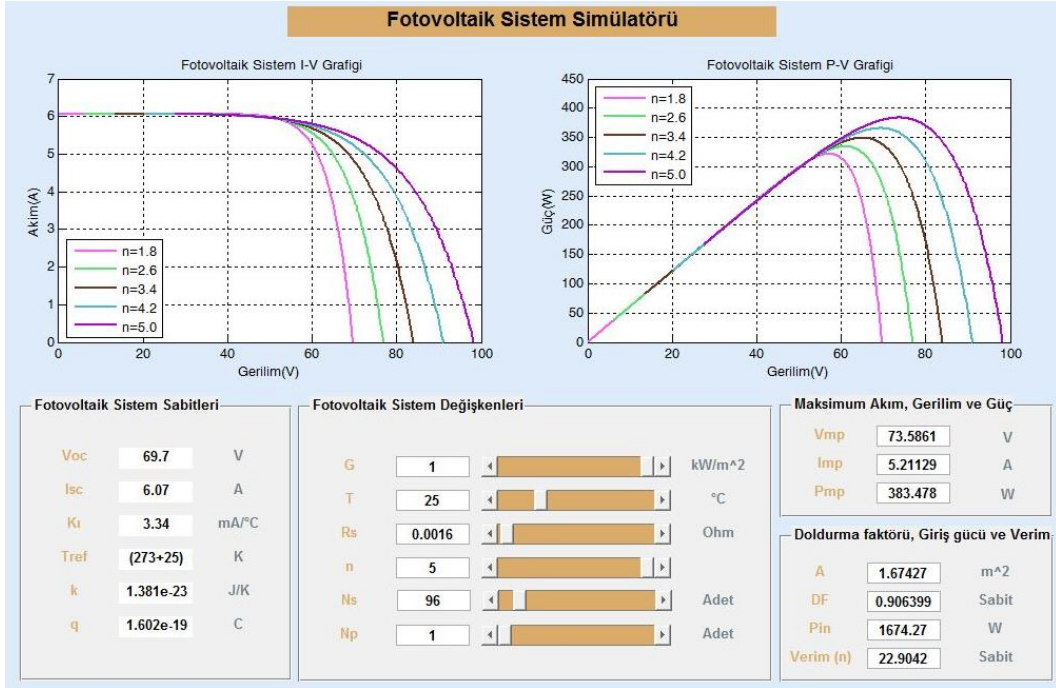 Fotovoltaik Sistem Simülatörü
Fotovoltaik Sistem I-V Grafigi
7
6
5
4
3
2
1
0
Akim(A)
n=1.8
n=2.6
n=3.4
n=4.2
n=5.0
0 20 40 60 80 100
Gerilim(V)
Fotovoltaik Sistem P-V Grafigi
450
400
350
300
250
200
150
100
50
0
Güç(W)
n=1.8
n=2.6
n=3.4
n=4.2
n=5.0
0 20 40 60 80 100
Gerilim(V)
Fotovoltaik Sistem Sabitleri
Voc 69.7 V
Isc 6.07 A
Kı 3.34 mA/°C
Tref (273+25) K
k 1.381e-23 J/K
q 1.602e-19 C
Fotovoltaik Sistem Değişkenleri
G 1 kW/m^2
T 25 °C
Rs 0.0016 Ohm
n 5
Ns 96 Adet
Np 1 Adet
Maksimum Akım, Gerilim ve Güç
Vmp 73.5861 V
Imp 5.21129 A
Pmp 383.478 W
Doldurma faktörü, Giriş gücü ve Verim
A 1.67427 m^2
DF 0.906399 Sabit
Pin 1674.27 W
Verim (n) 22.9042 Sabit